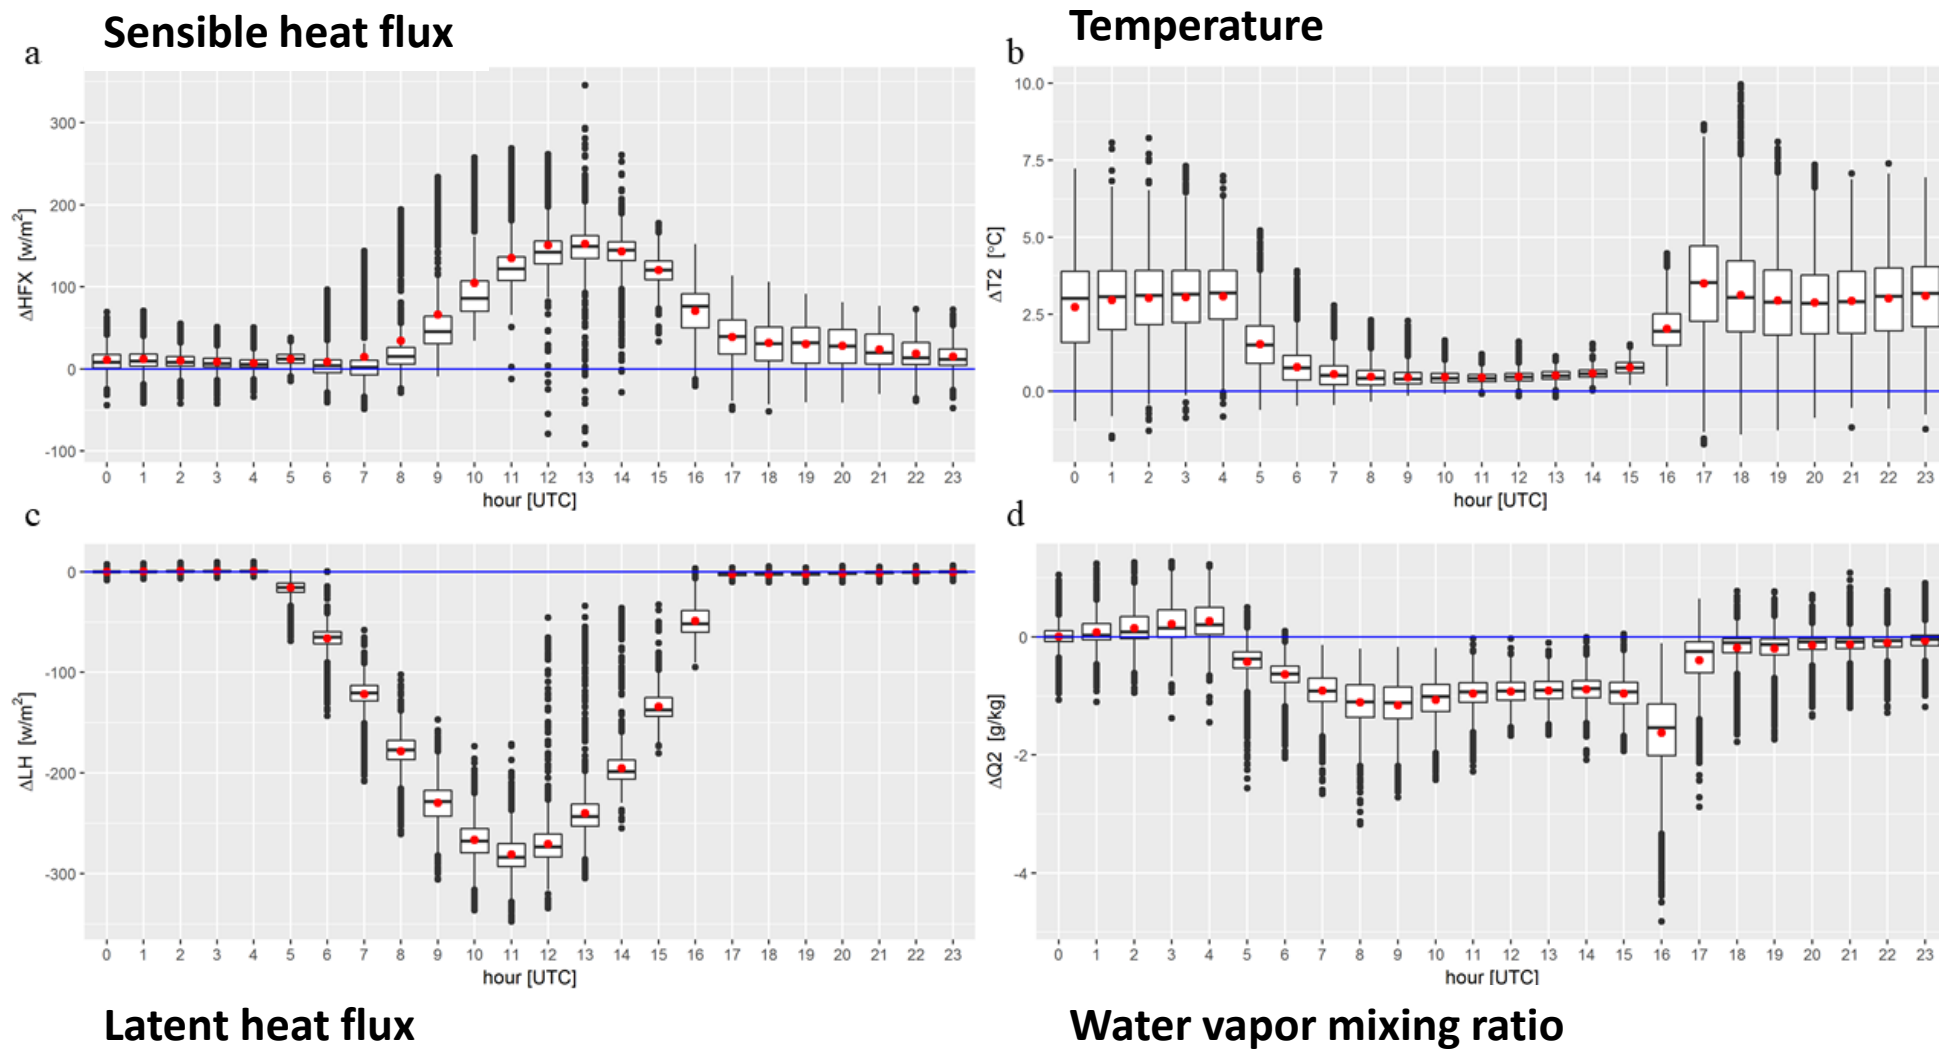 Sensible heat flux
Temperature
a
b
ΔHFX [w/m²]
300
200
100
0
-100
0 1 2 3 4 5 6 7 8 9 10 11 12 13 14 15 16 17 18 19 20 21 22 23
hour [UTC]
ΔT2 [°C]
10.0
7.5
5.0
2.5
0.0
0 1 2 3 4 5 6 7 8 9 10 11 12 13 14 15 16 17 18 19 20 21 22 23
hour [UTC]
c
d
ΔLH [w/m²]
0
-100
-200
-300
0 1 2 3 4 5 6 7 8 9 10 11 12 13 14 15 16 17 18 19 20 21 22 23
hour [UTC]
ΔQ2 [g/kg]
0
-2
-4
0 1 2 3 4 5 6 7 8 9 10 11 12 13 14 15 16 17 18 19 20 21 22 23
hour [UTC]
Latent heat flux
Water vapor mixing ratio